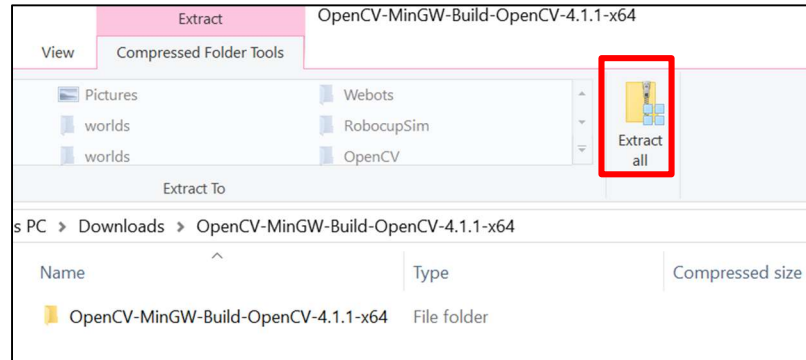 Extract
OpenCV-MinGW-Build-OpenCV-4.1.1-x64
View
Compressed Folder Tools
Pictures
Webots
worlds
RobocupSim
worlds
OpenCV
Extract
all
Extract To
s PC > Downloads > OpenCV-MinGW-Build-OpenCV-4.1.1-x64
Name
Type
Compressed size
OpenCV-MinGW-Build-OpenCV-4.1.1-x64
File folder